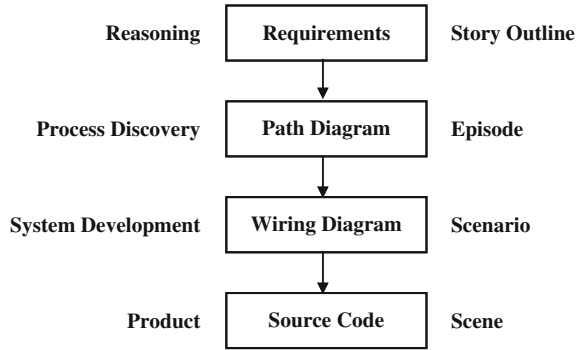 Reasoning Requirements Story Outline
Process Discovery Path Diagram Episode
System Development Wiring Diagram Scenario
Product Source Code Scene